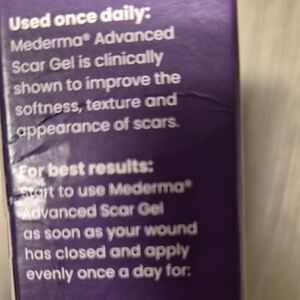 Used once daily:
Mederma® Advanced
Scar Gel is clinically
shown to improve the
softness, texture and
appearance of scars.
For best results:
Start to use Mederma®
Advanced Scar Gel
as soon as your wound
has closed and apply
evenly once a day for: